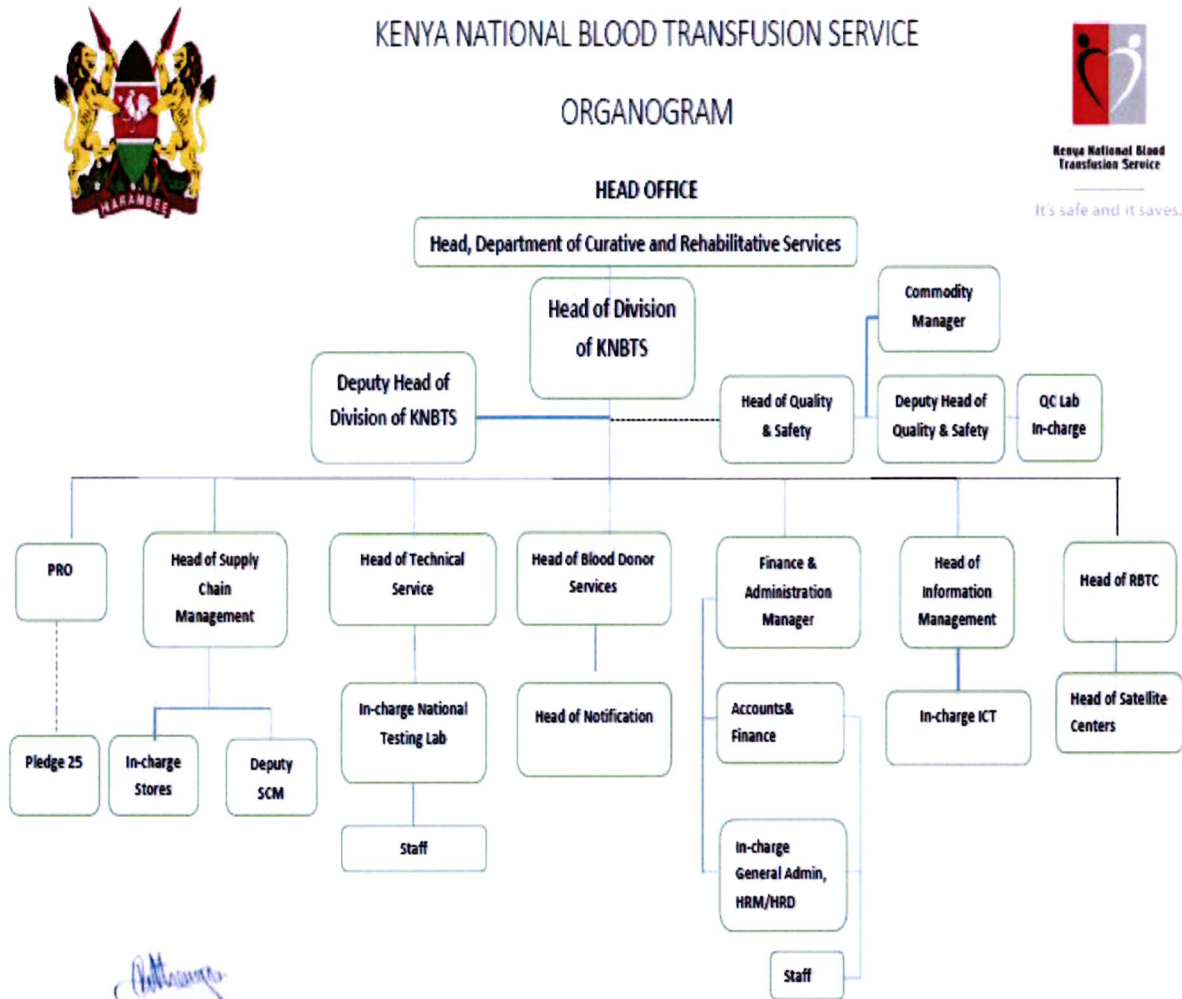 KENYA NATIONAL BLOOD TRANSFUSION SERVICE
ORGANOGRAM
HARAMBEE
Kenya National Blood
Transfusion Service
It's safe and it saves.
HEAD OFFICE
Head, Department of Curative and Rehabilitative Services
Head of Division
of KNBTS
Commodity
Manager
Deputy Head of
Division of KNBTS
Head of Quality
& Safety
Deputy Head of
Quality & Safety
QC Lab
In-charge
PRO
Head of Supply
Chain
Management
Head of Technical
Service
Head of Blood Donor
Services
Finance &
Administration
Manager
Head of
Information
Management
Head of RBTC
Pledge 25
In-charge
Stores
Deputy
SCM
In-charge National
Testing Lab
Head of Notification
Accounts&
Finance
In-charge ICT
Head of Satellite
Centers
Staff
In-charge
General Admin,
HRM/HRD
Staff